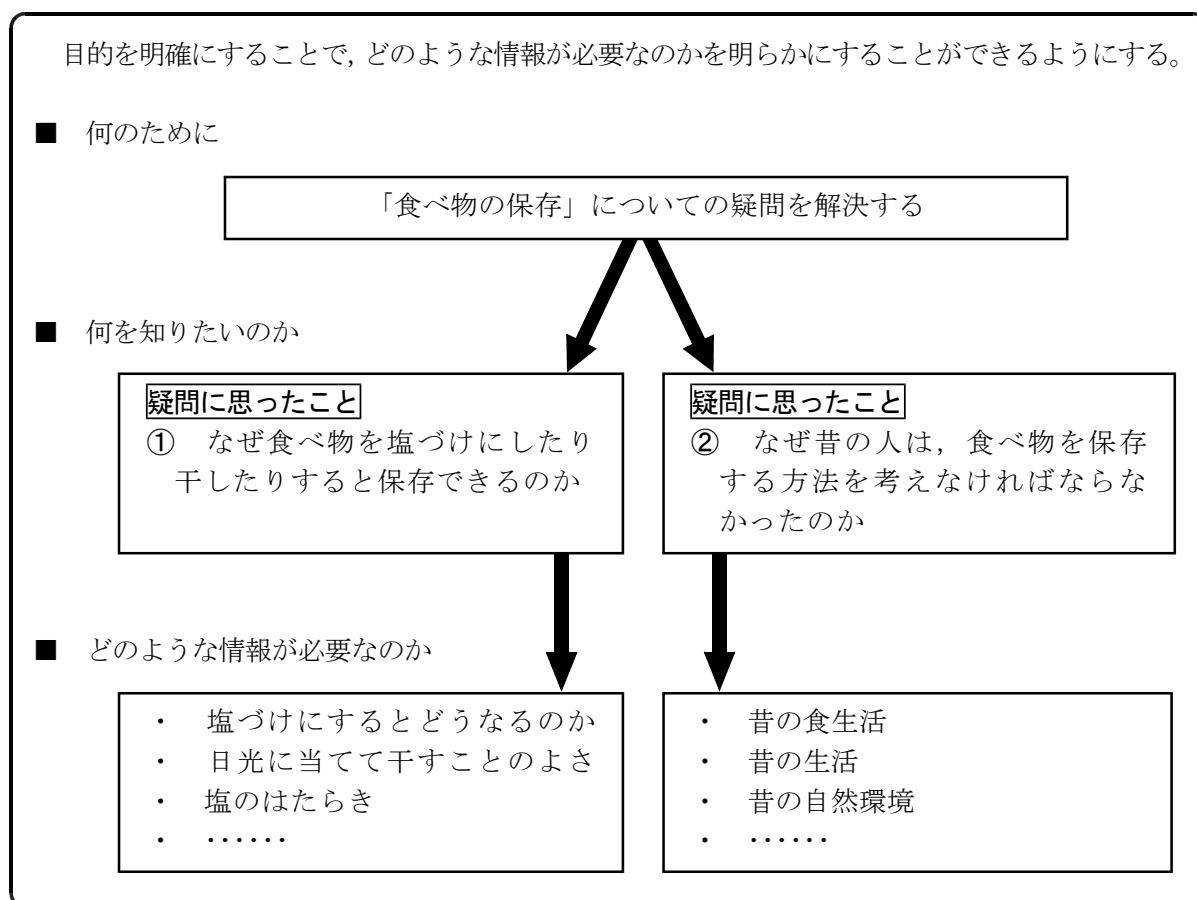 目的を明確にすることで，どのような情報が必要なのかを明らかにすることができるようにする。
■　何のために
「食べ物の保存」についての疑問を解決する
■　何を知りたいのか
疑問に思ったこと
①　なぜ食べ物を塩づけにしたり
干したりすると保存できるのか
疑問に思ったこと
②　なぜ昔の人は，食べ物を保存
する方法を考えなければならな
かったのか
■　どのような情報が必要なのか
・　塩づけにするとどうなるのか
・　日光に当てて干すことのよさ
・　塩のはたらき
・　……
・　昔の食生活
・　昔の生活
・　昔の自然環境
・　……